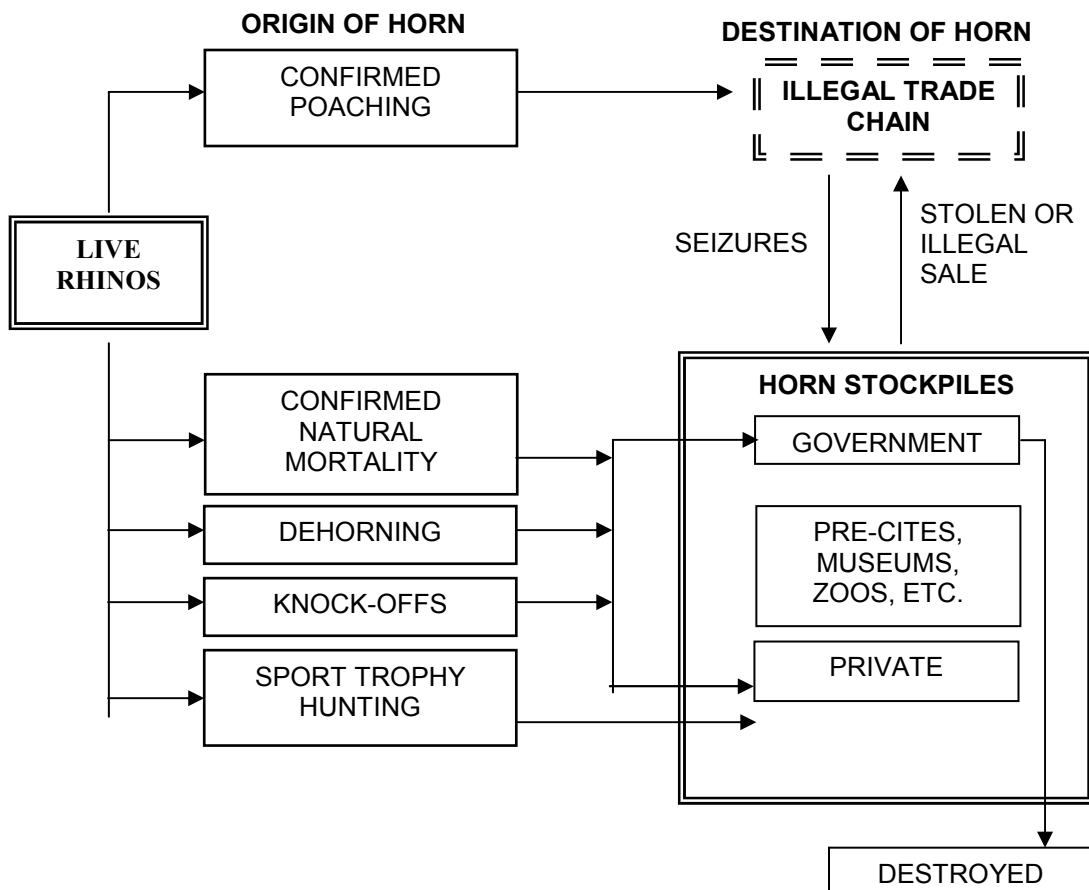 ORIGIN OF HORN
DESTINATION OF HORN
CONFIRMED
POACHING
ILLEGAL TRADE
CHAIN
LIVE
RHINOS
SEIZURES
STOLEN OR
ILLEGAL
SALE
CONFIRMED
NATURAL
MORTALITY
DEHORNING
KNOCK-OFFS
SPORT TROPHY
HUNTING
HORN STOCKPILES
GOVERNMENT
PRE-CITES,
MUSEUMS,
ZOOS, ETC.
PRIVATE
DESTROYED